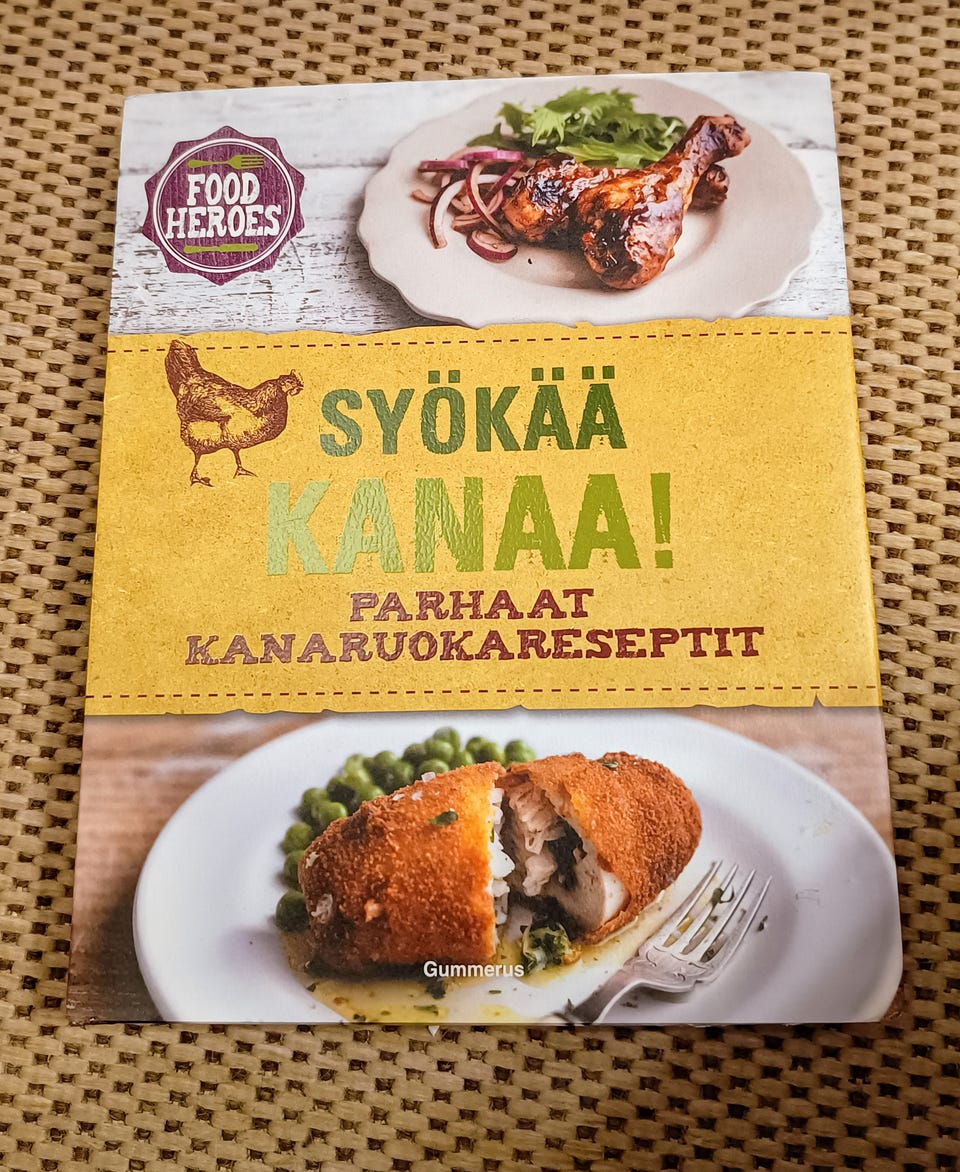 FOOD
HEROES
SYÖKÄÄ
KANAA!
PARHAAT
KANARUOKARESEPTIT
Gummerus